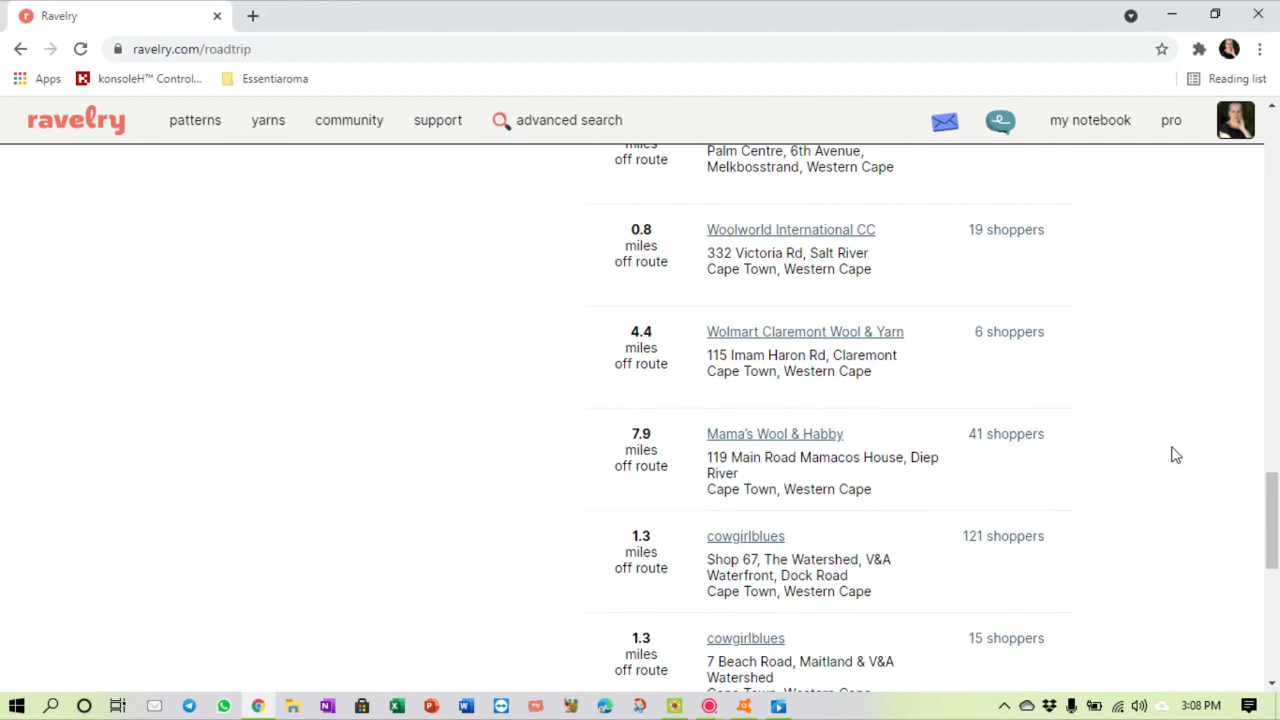 Ravelry
ravelry.com/roadtrip
Apps
konsoleH™ Control...
Essentiaroma
Reading list
ravelry
patterns
yarns
community
support
advanced search
my notebook
pro
miles
off route
Palm Centre, 6th Avenue,
Melkbosstrand, Western Cape
0.8
miles
off route
Woolworld International CC
332 Victoria Rd, Salt River
Cape Town, Western Cape
19 shoppers
4.4
miles
off route
Wolmart Claremont Wool & Yarn
115 Imam Haron Rd, Claremont
Cape Town, Western Cape
6 shoppers
7.9
miles
off route
Mama's Wool & Habby
119 Main Road Mamacos House, Diep
River
Cape Town, Western Cape
41 shoppers
1.3
miles
off route
cowgirlblues
Shop 67, The Watershed, V&A
Waterfront, Dock Road
Cape Town, Western Cape
121 shoppers
1.3
miles
off route
cowgirlblues
7 Beach Road, Maitland & V&A
Watershed
Cape Town, Western Cape
15 shoppers
3:08 PM